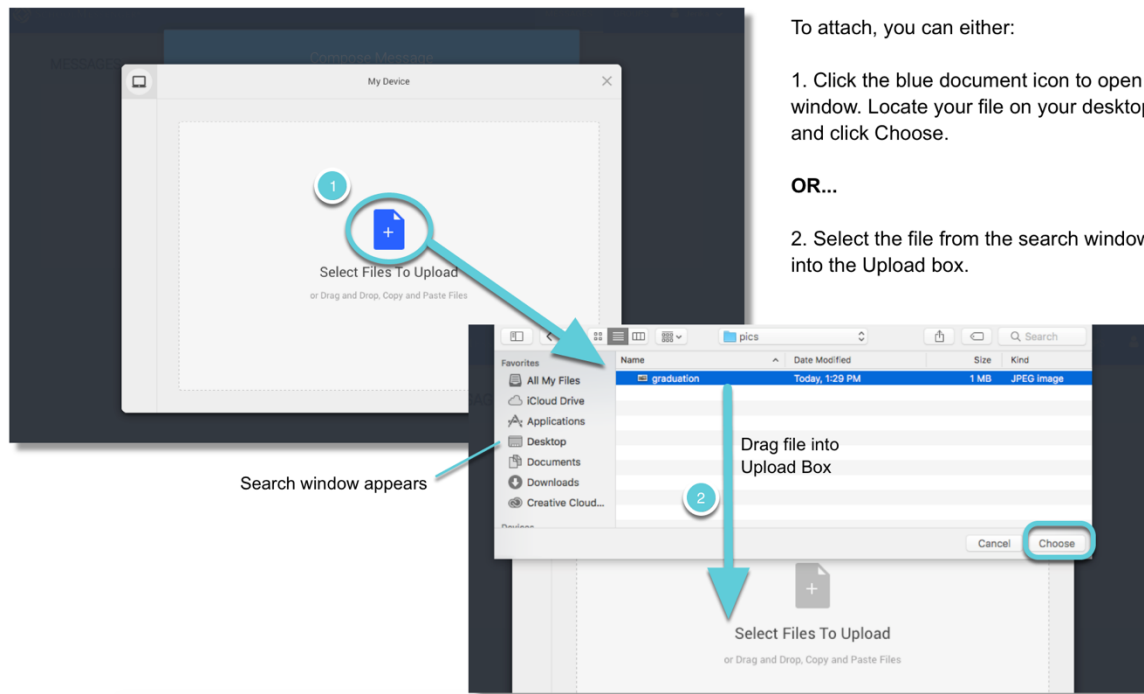 Compose Message
MESSAGES
My Device
1
Select Files To Upload
or Drag and Drop, Copy and Paste Files
To attach, you can either:
1. Click the blue document icon to open
window. Locate your file on your desktop
and click Choose.
OR...
2. Select the file from the search window
into the Upload box.
Search window appears
pics
Search
Favorites
Name
Date Modified
Size
Kind
All My Files
graduation
Today, 1:29 PM
1 MB
JPEG image
iCloud Drive
Applications
Desktop
Documents
Downloads
Creative Cloud...
Devices
Drag file into
Upload Box
2
Cancel
Choose
Select Files To Upload
or Drag and Drop, Copy and Paste Files